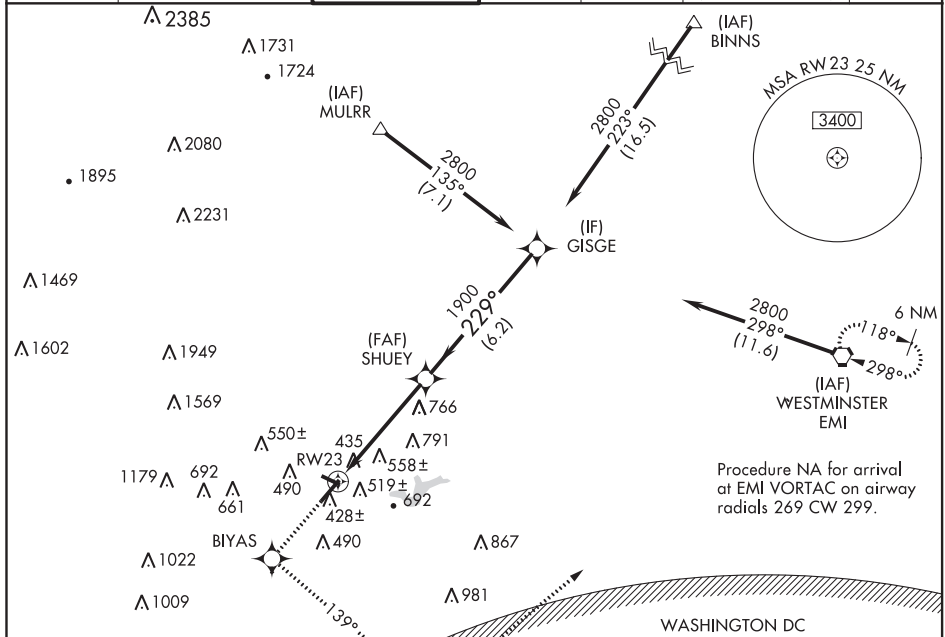 2385
1731
1724
2080
1895
2231
1469
1602
1949
1569
(IAF)
MULRR
2800
135°
(7.1)
(IAF)
BINNS
2800
223°
(16.5)
MSA RW23 25 NM
3400
(IF)
GISGE
1900
229°
(6.2)
(FAF)
SHUEY
2800
298°
(11.6)
6 NM
118°
298°
(IAF)
WESTMINSTER
EMI
Procedure NA for arrival
at EMI VORTAC on airway
radials 269 CW 299.
766
791
550±
435
RW23
558±
1179
692
490
519±
661
692
428±
BIYAS
490
867
1022
1009
981
139°
WASHINGTON DC